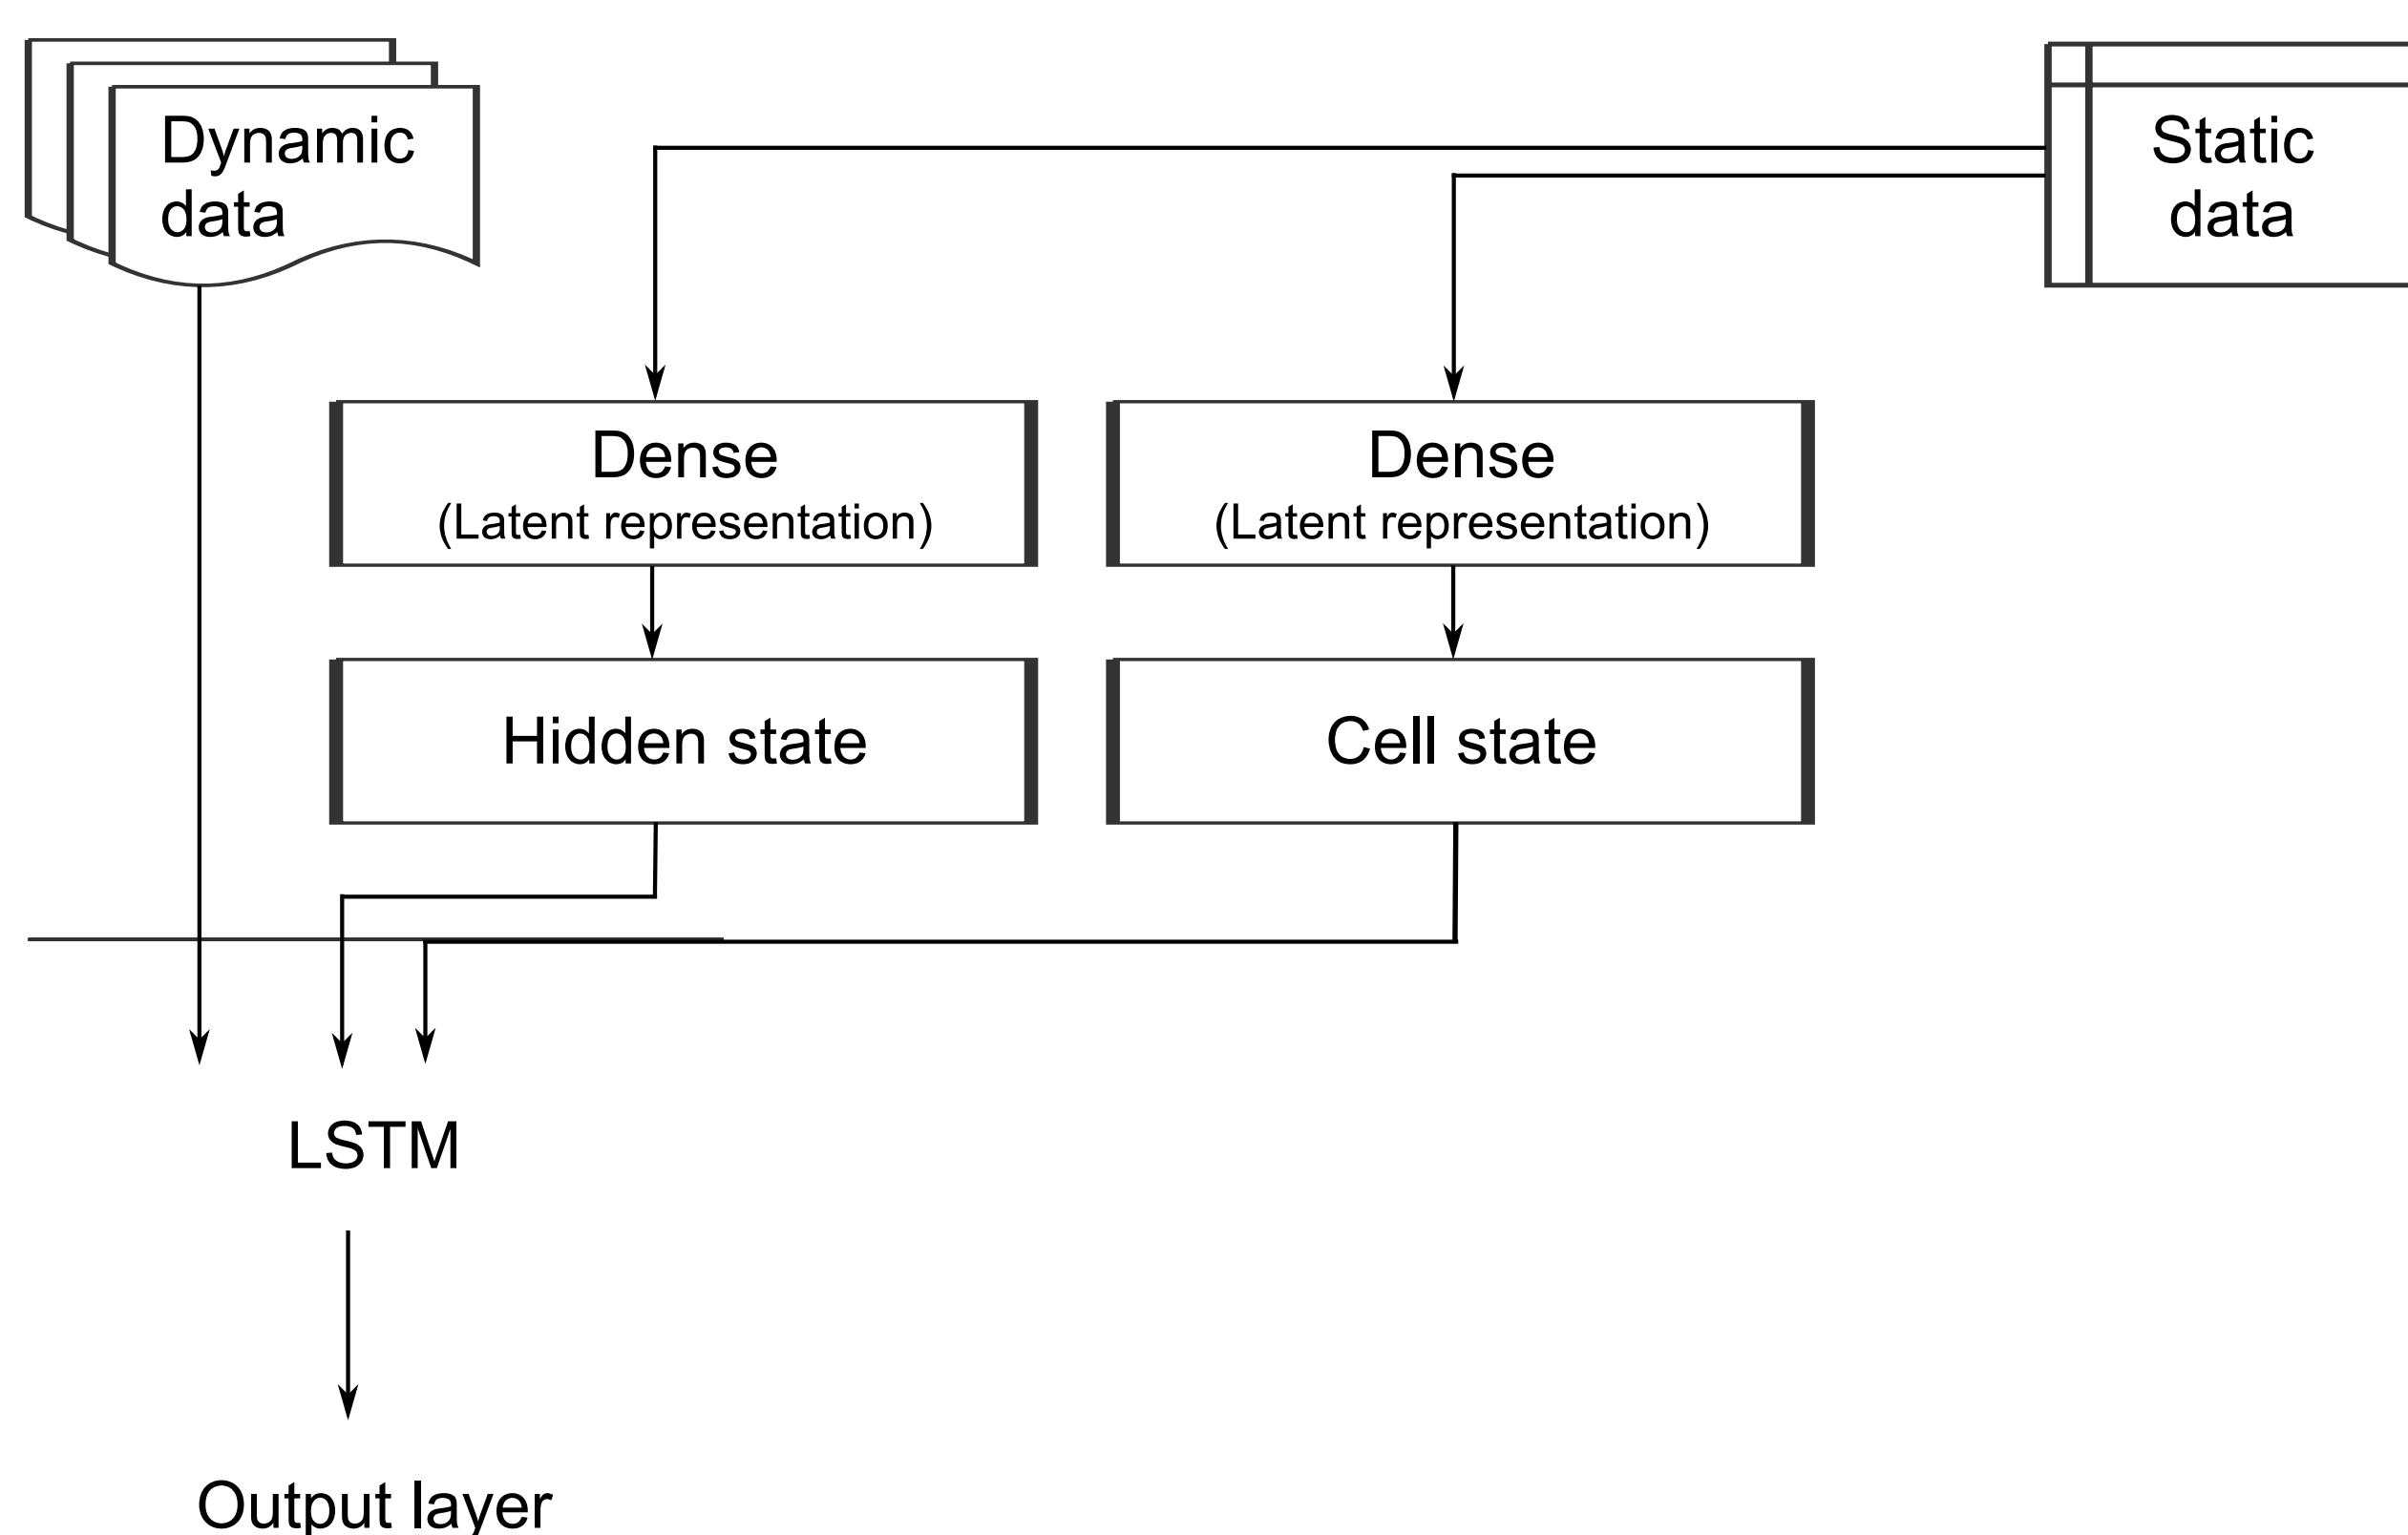 Dynamic
data
Static
data
Dense
(Latent representation)
Dense
(Latent representation)
Hidden state
Cell state
LSTM
Output layer